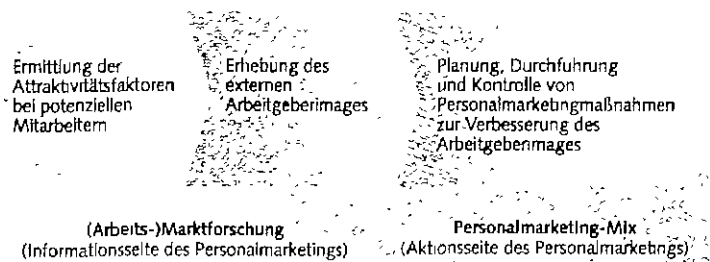 Ermittlung der
Attraktivitätsfaktoren
bei potenziellen
Mitarbeitern
Erhebung des
externen
Arbeitgeberimages
Planung, Durchführung
und Kontrolle von
Personalmarketingmaßnahmen
zur Verbesserung des
Arbeitgeberimages
(Arbeits-)Marktforschung
(Informationsseite des Personalmarketings)
Personalmarketing-Mix
(Aktionsseite des Personalmarketings)